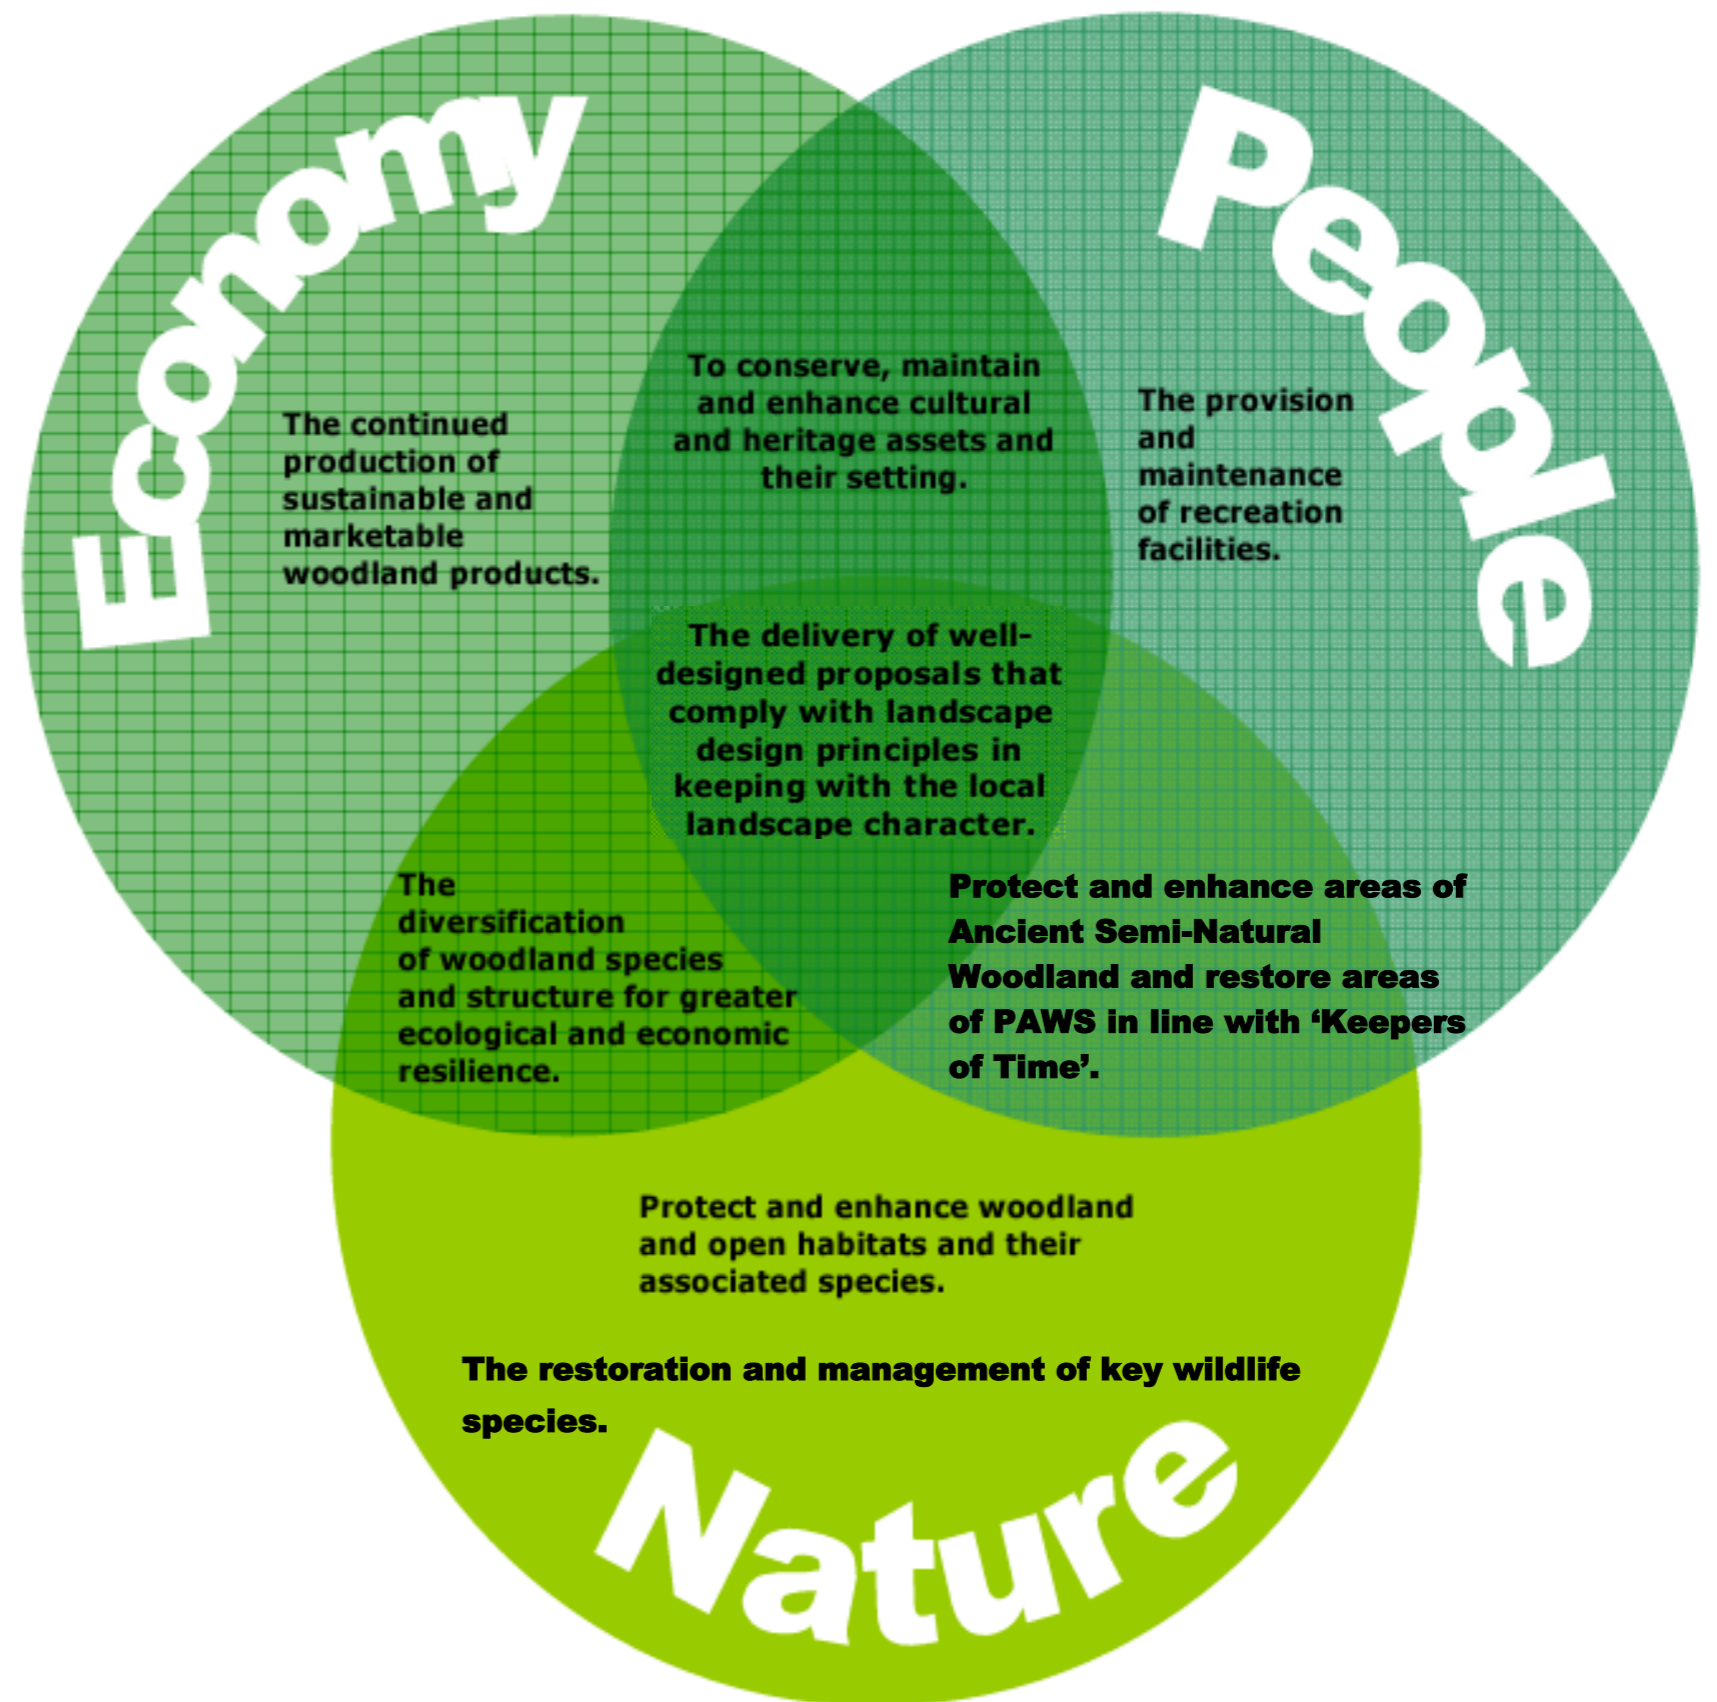 Economy
People
To conserve, maintain
and enhance cultural
and heritage assets and
their setting.
The continued
production of
sustainable and
marketable
woodland products.
The provision
and
maintenance
of recreation
facilities.
The delivery of well-
designed proposals that
comply with landscape
design principles in
keeping with the local
landscape character.
The
diversification
of woodland species
and structure for greater
ecological and economic
resilience.
Protect and enhance areas of
Ancient Semi-Natural
Woodland and restore areas
of PAWS in line with ‘Keepers
of Time’.
Protect and enhance woodland
and open habitats and their
associated species.
The restoration and management of key wildlife
species.
Nature